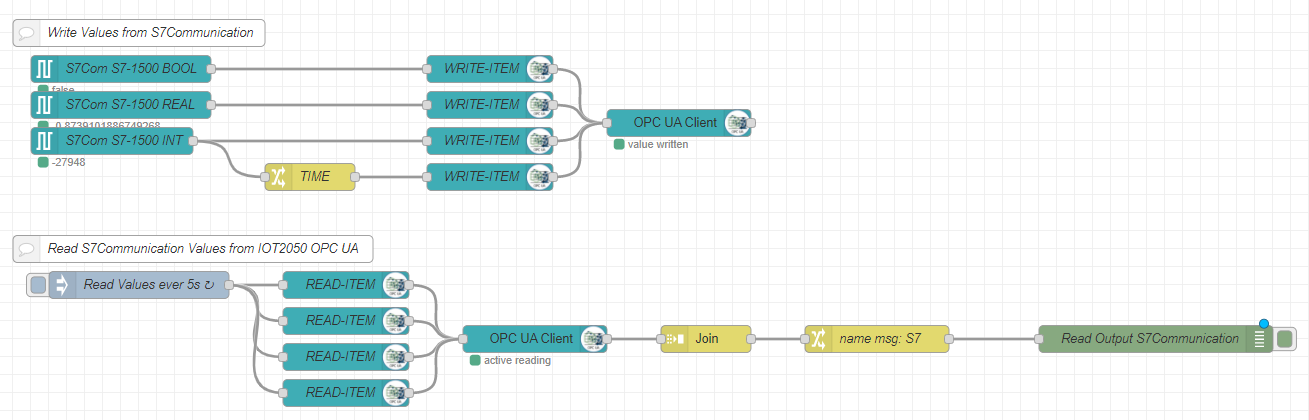 Write Values from S7Communication
S7Com S7-1500 BOOL
WRITE-ITEM
false
S7Com S7-1500 REAL
WRITE-ITEM
OPC UA Client
-0.8739101886749268
value written
S7Com S7-1500 INT
WRITE-ITEM
-27948
TIME
WRITE-ITEM
Read S7Communication Values from IOT2050 OPC UA
Read Values ever 5s ↻
READ-ITEM
READ-ITEM
OPC UA Client
Join
name msg: S7
Read Output S7Communication
active reading
READ-ITEM
READ-ITEM